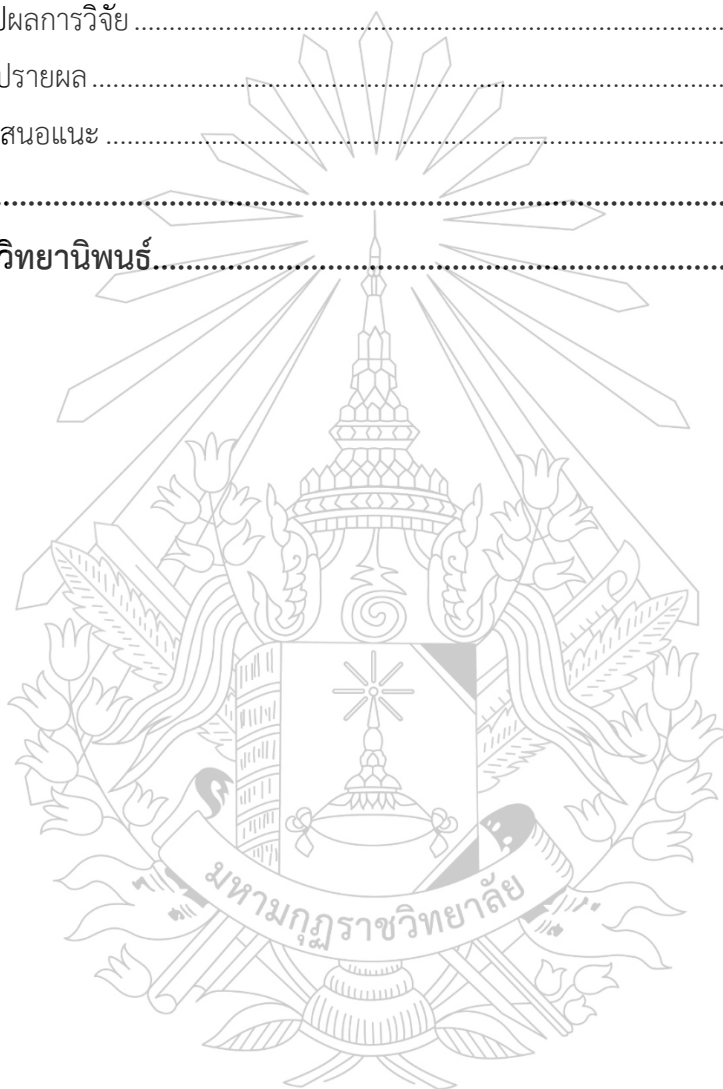 ปผลการวิจัย ........................................................................
ปรายผล ........................................................................
สนอแนะ ........................................................................
........................................................................
วิทยานิพนธ์........................................................................
มหามกุฏราชวิทยาลัย